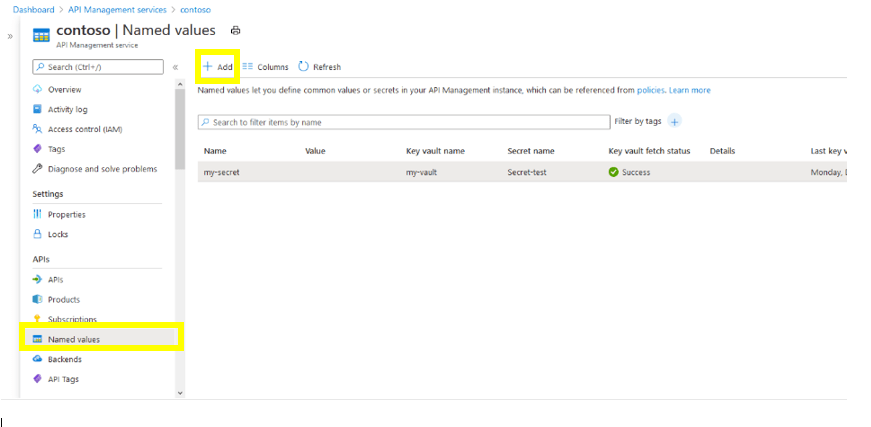 Dashboard > API Management services > contoso
»
contoso | Named values
API Management service
Search (Ctrl+/)
«
Overview
Activity log
Access control (IAM)
Tags
Diagnose and solve problems
Settings
Properties
Locks
APIs
APIs
Products
Subscriptions
Named values
Backends
API Tags
+ Add
Columns
Refresh
Named values let you define common values or secrets in your API Management instance, which can be referenced from policies. Learn more
Search to filter items by name
Filter by tags +
Name Value Key vault name Secret name Key vault fetch status Details Last key v
my-secret my-vault Secret-test Success Monday,